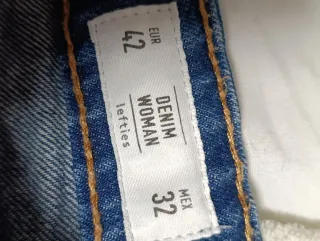 EUR
42
DENIM
WOMAN
lefties
MEX
32